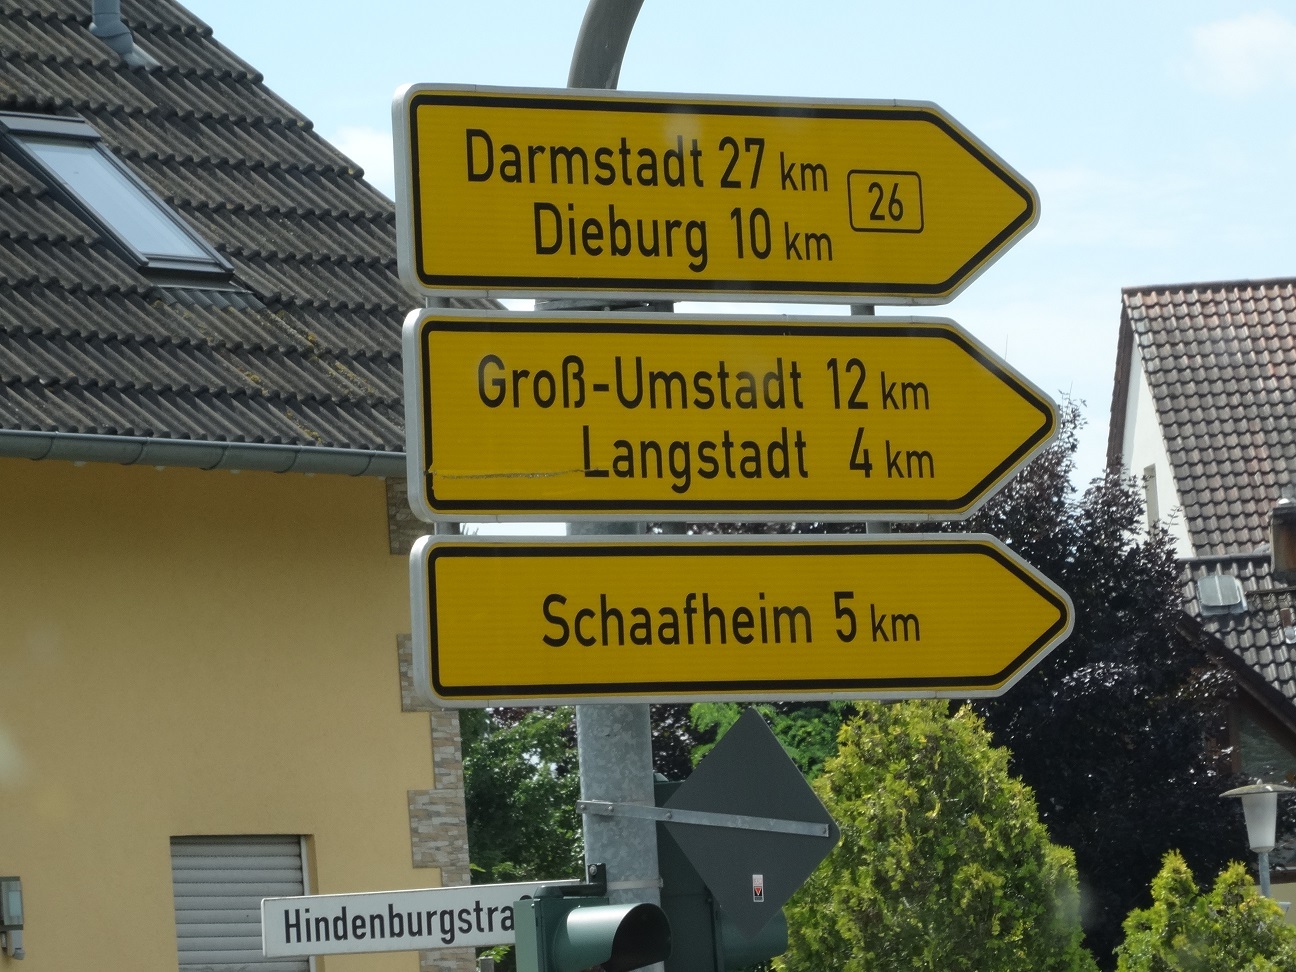 Darmstadt 27 km
Dieburg 10 km
26
Groß-Umstadt 12 km
Langstadt 4 km
Schaafheim 5 km
Hindenburgstra